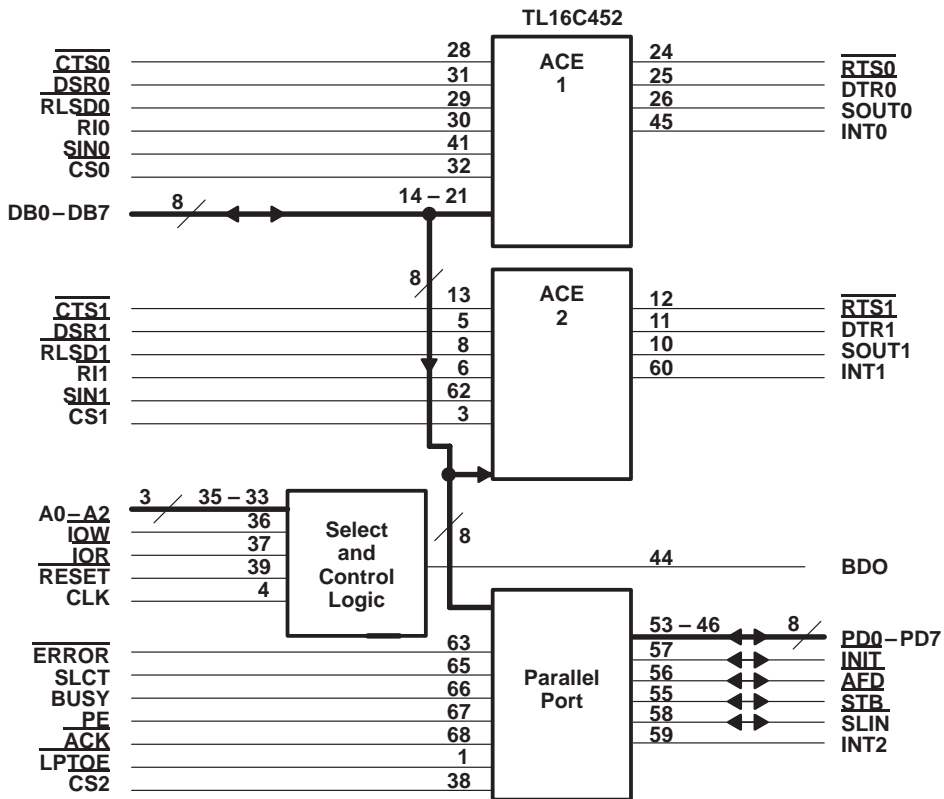 TL16C452
CTS0 28 ACE 1 24 RTS0
DSR0 31 25 DTR0
RLSD0 29 26 SOUT0
RI0 30 45 INT0
SIN0 41
CS0 32
DB0–DB7 8 14 – 21
8
CTS1 13 ACE 2 12 RTS1
DSR1 5 11 DTR1
RLSD1 8 10 SOUT1
RI1 6 60 INT1
SIN1 62
CS1 3
A0–A2 3 35 – 33
IOW 36
IOR 37
RESET 39
CLK 4
Select
and
Control
Logic
8
44 BDO
ERROR 63
SLCT 65
BUSY 66
PE 67
ACK 68
LPTOE 1
CS2 38
Parallel
Port
53 – 46 8 PD0–PD7
57 INIT
56 AFD
55 STB
58 SLIN
59 INT2